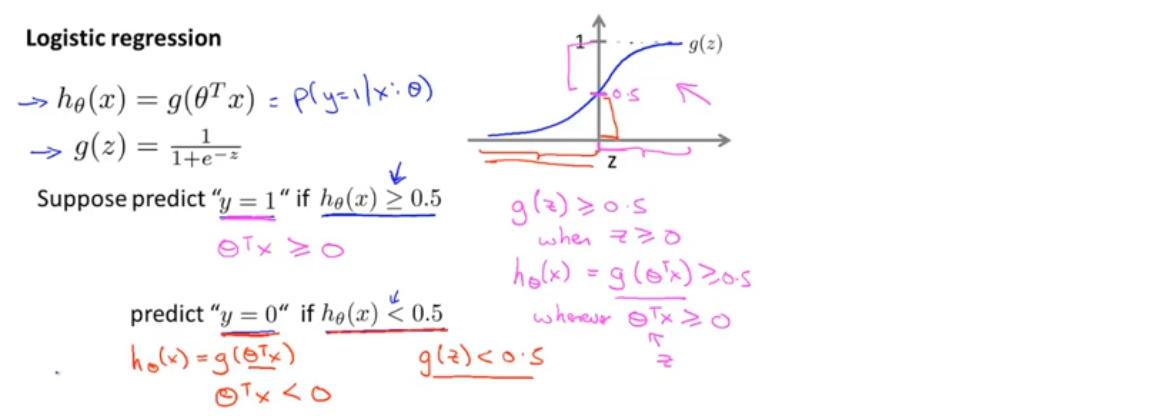 Logistic regression
→ hθ(x) = g(θᵀx) = P(y=1|x;θ)
→ g(z) = 1/(1+e⁻ᶻ)
1
g(z)
0.5
z
Suppose predict "y = 1" if hθ(x) ≥ 0.5
θᵀx ≥ 0
g(z) ≥ 0.5
when z ≥ 0
hθ(x) = g(θᵀx) ≥ 0.5
wherever θᵀx ≥ 0
z
predict "y = 0" if hθ(x) < 0.5
hθ(x) = g(θᵀx)
g(z) < 0.5
θᵀx < 0